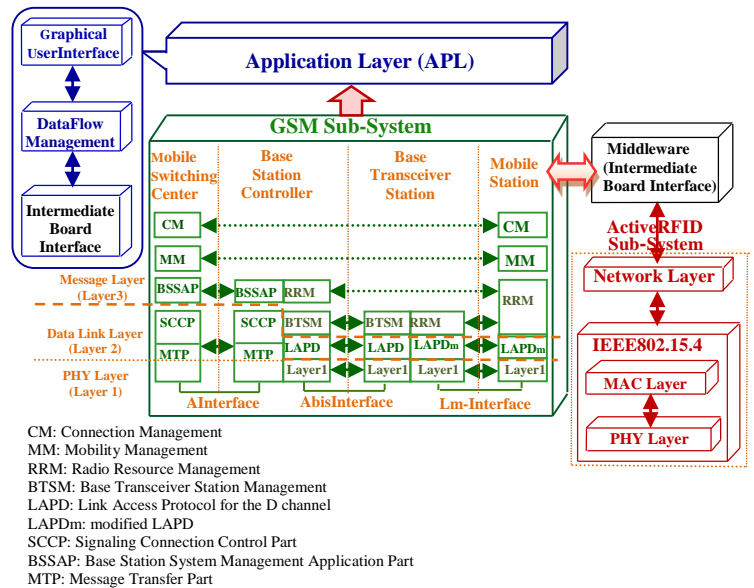 Graphical
UserInterface
DataFlow
Management
Intermediate
Board
Interface
Application Layer (APL)
GSM Sub-System
Mobile
Switching
Center
Base
Station
Controller
Base
Transceiver
Station
Mobile
Station
CM
CM
MM
MM
BSSAP
BSSAP
RRM
RRM
SCCP
SCCP
BTSM
BTSM
RRM
MTP
MTP
LAPD
LAPD
LAPDm
LAPDm
Layer1
Layer1
Layer1
Layer1
AInterface
AbisInterface
Lm-Interface
Message Layer
(Layer3)
Data Link Layer
(Layer 2)
PHY Layer
(Layer 1)
Middleware
(Intermediate
Board Interface)
ActiveRFID
Sub-System
Network Layer
IEEE802.15.4
MAC Layer
PHY Layer
CM: Connection Management
MM: Mobility Management
RRM: Radio Resource Management
BTSM: Base Transceiver Station Management
LAPD: Link Access Protocol for the D channel
LAPDm: modified LAPD
SCCP: Signaling Connection Control Part
BSSAP: Base Station System Management Application Part
MTP: Message Transfer Part